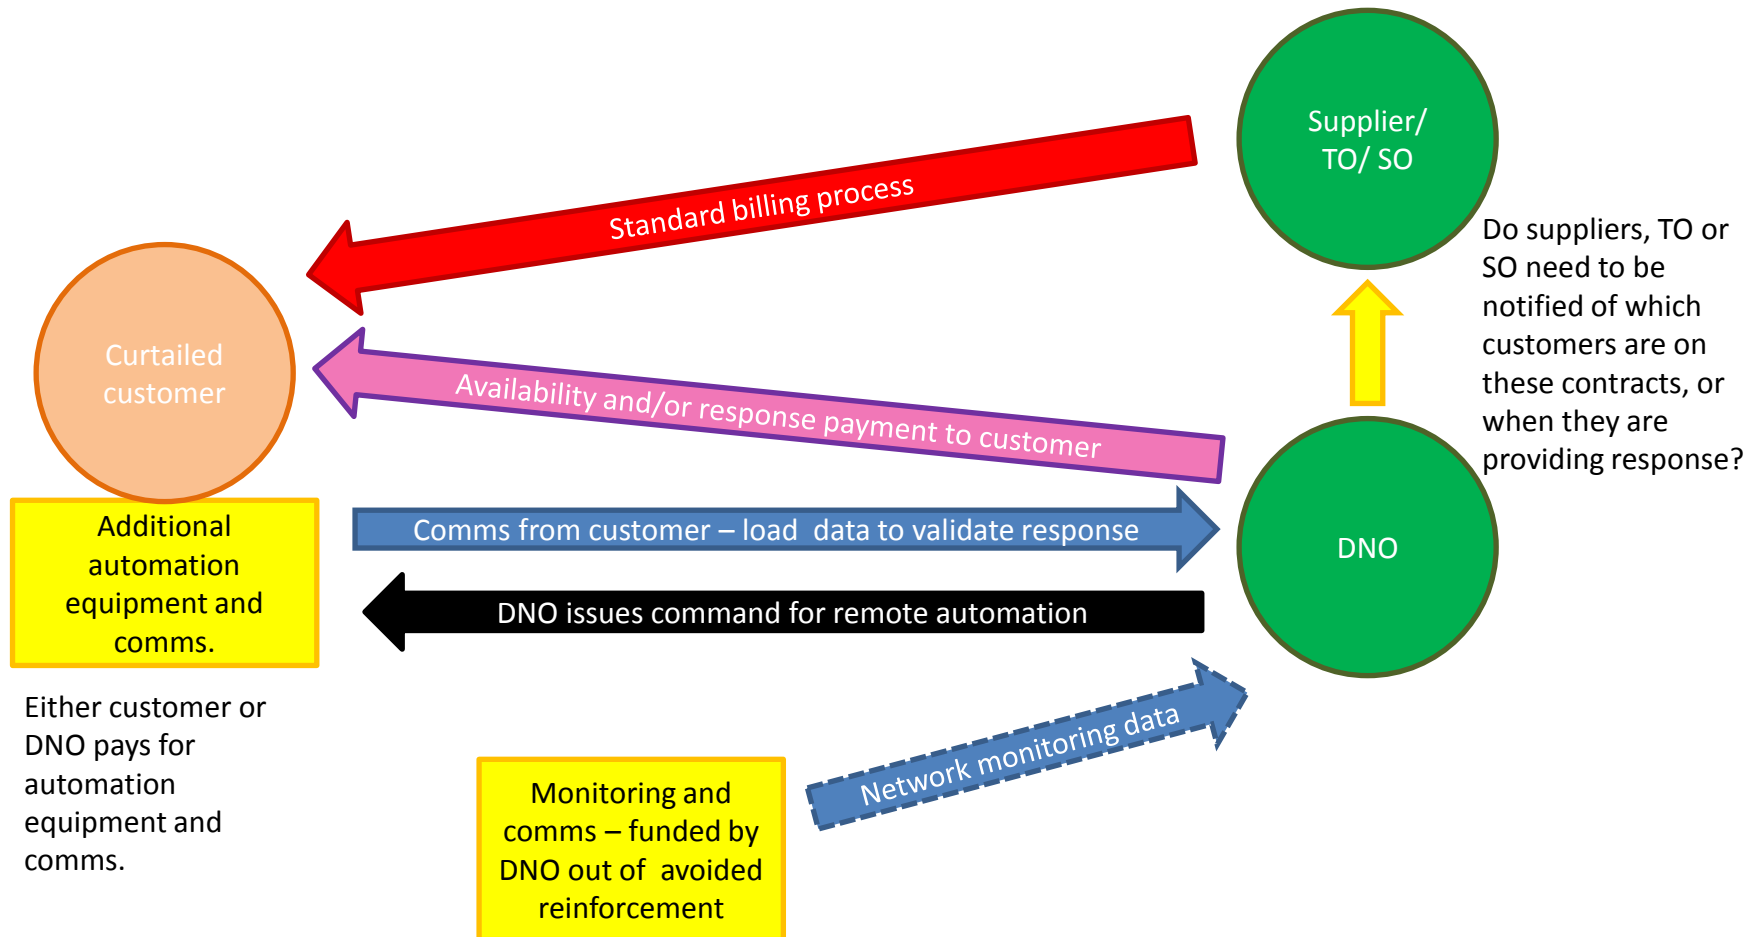 Supplier/
TO/ SO
Standard billing process
Do suppliers, TO or
SO need to be
notified of which
customers are on
these contracts, or
when they are
providing response?
Curtailed
customer
Availability and/or response payment to customer
Additional
automation
equipment and
comms.
Comms from customer – load  data to validate response
DNO
DNO issues command for remote automation
Either customer or
DNO pays for
automation
equipment and
comms.
Network monitoring data
Monitoring and
comms – funded by
DNO out of  avoided
reinforcement